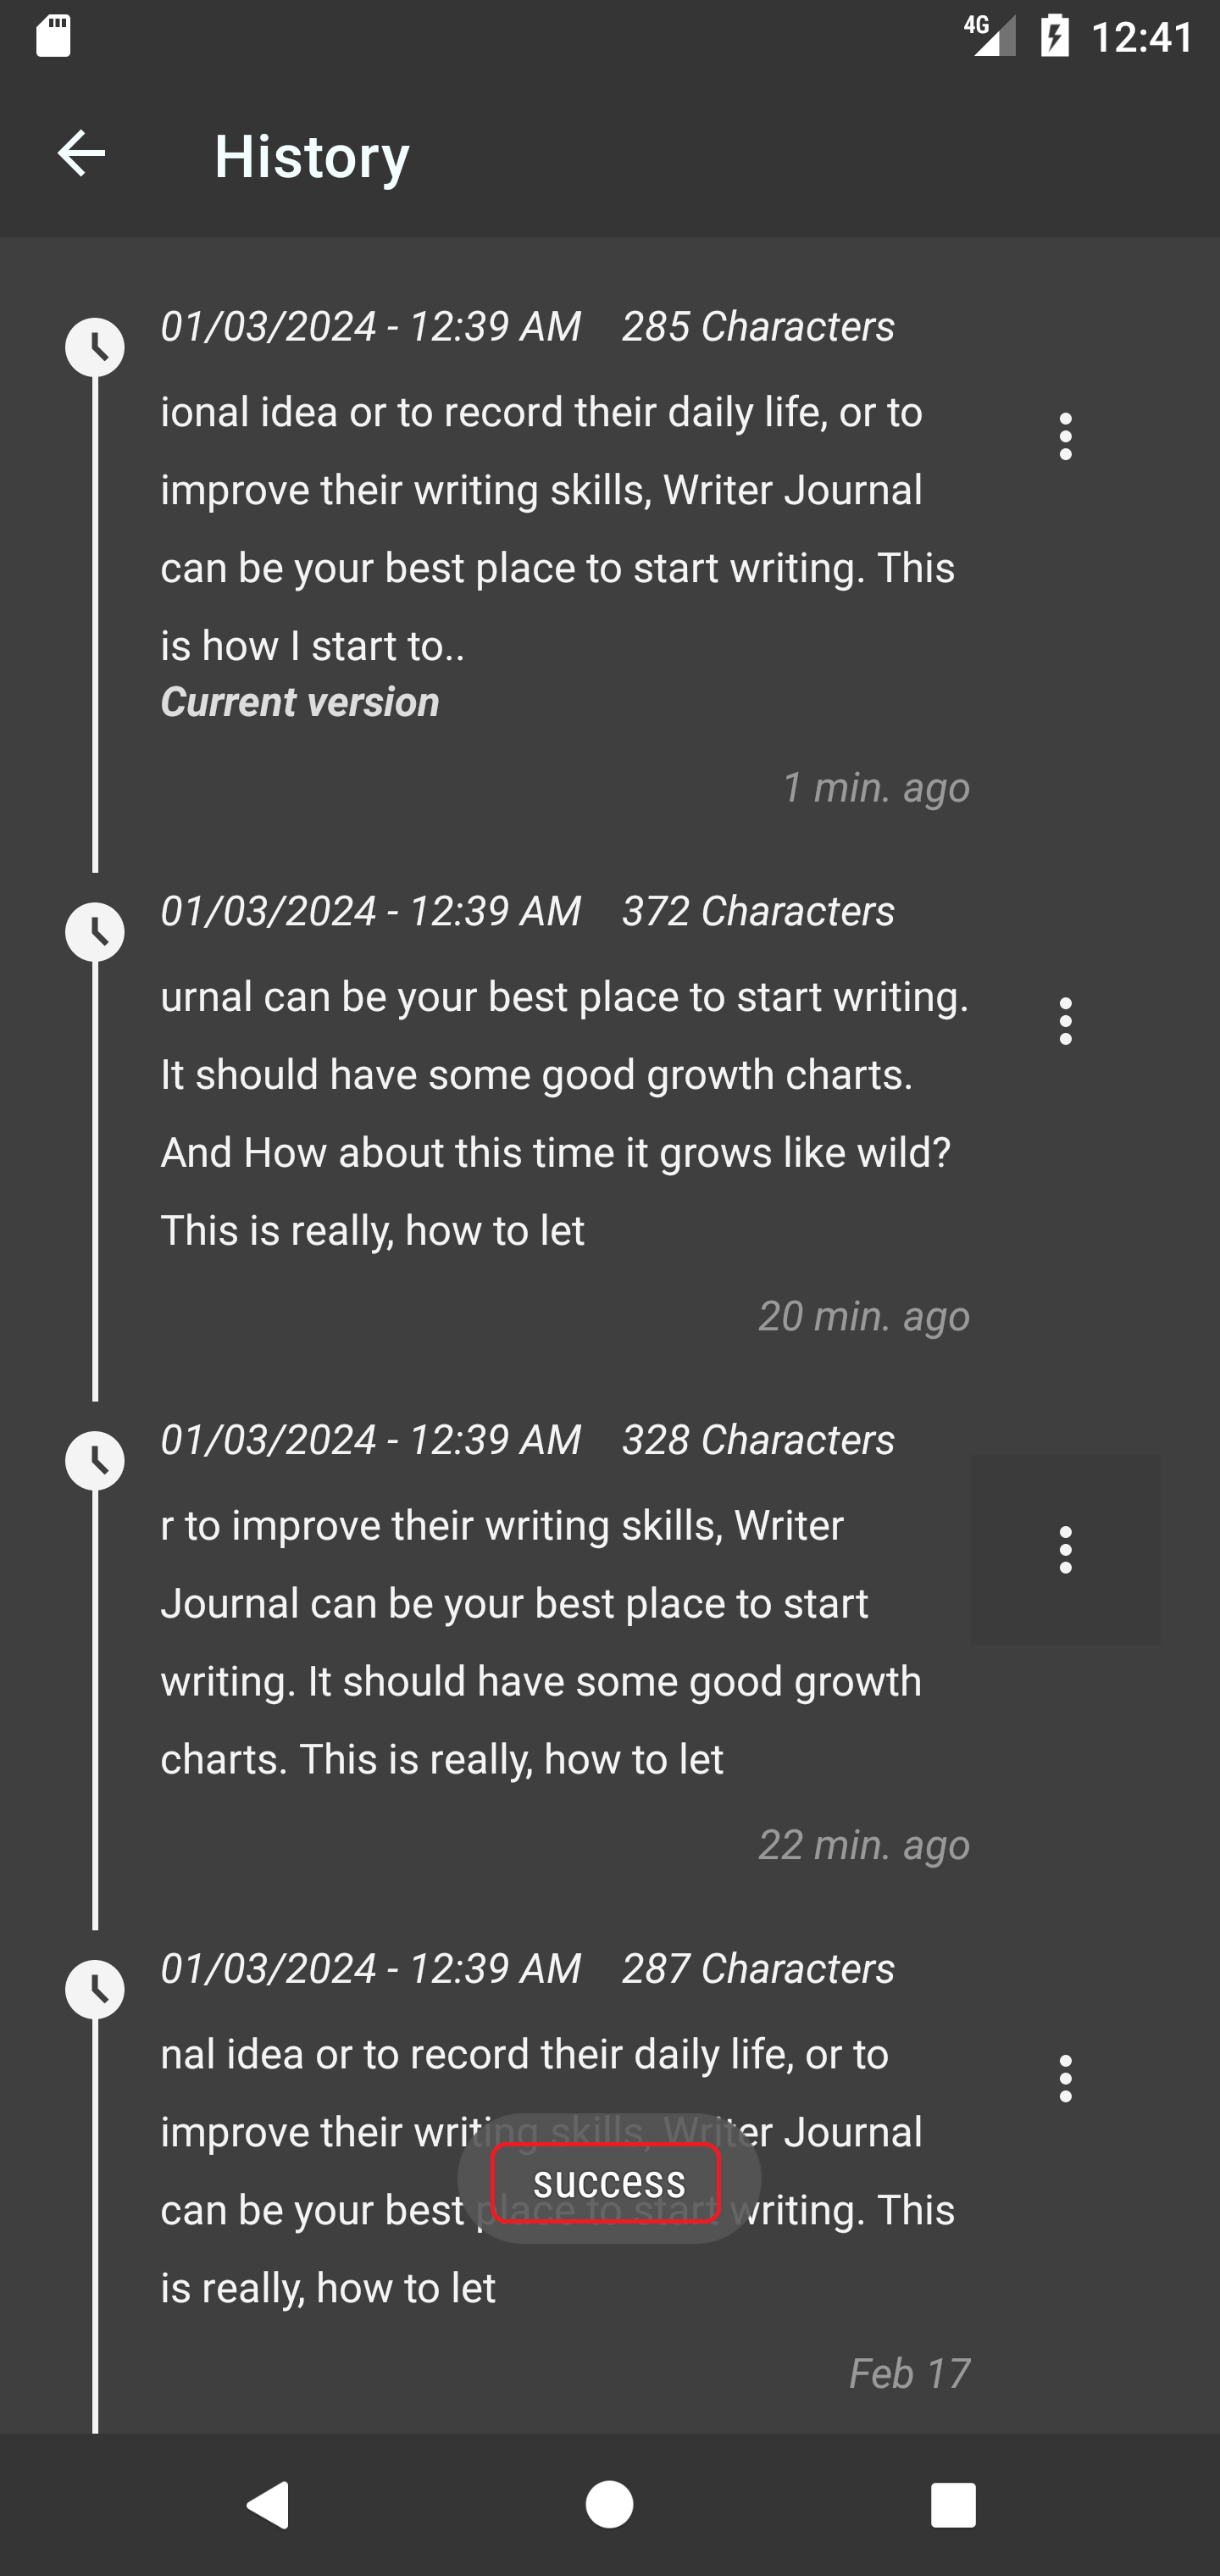 4G 12:41
History
01/03/2024 - 12:39 AM 285 Characters
ional idea or to record their daily life, or to
improve their writing skills, Writer Journal
can be your best place to start writing. This
is how I start to..
Current version
1 min. ago
01/03/2024 - 12:39 AM 372 Characters
urnal can be your best place to start writing.
It should have some good growth charts.
And How about this time it grows like wild?
This is really, how to let
20 min. ago
01/03/2024 - 12:39 AM 328 Characters
r to improve their writing skills, Writer
Journal can be your best place to start
writing. It should have some good growth
charts. This is really, how to let
22 min. ago
01/03/2024 - 12:39 AM 287 Characters
nal idea or to record their daily life, or to
improve their writing skills, Writer Journal
success
can be your best place to start writing. This
is really, how to let
Feb 17